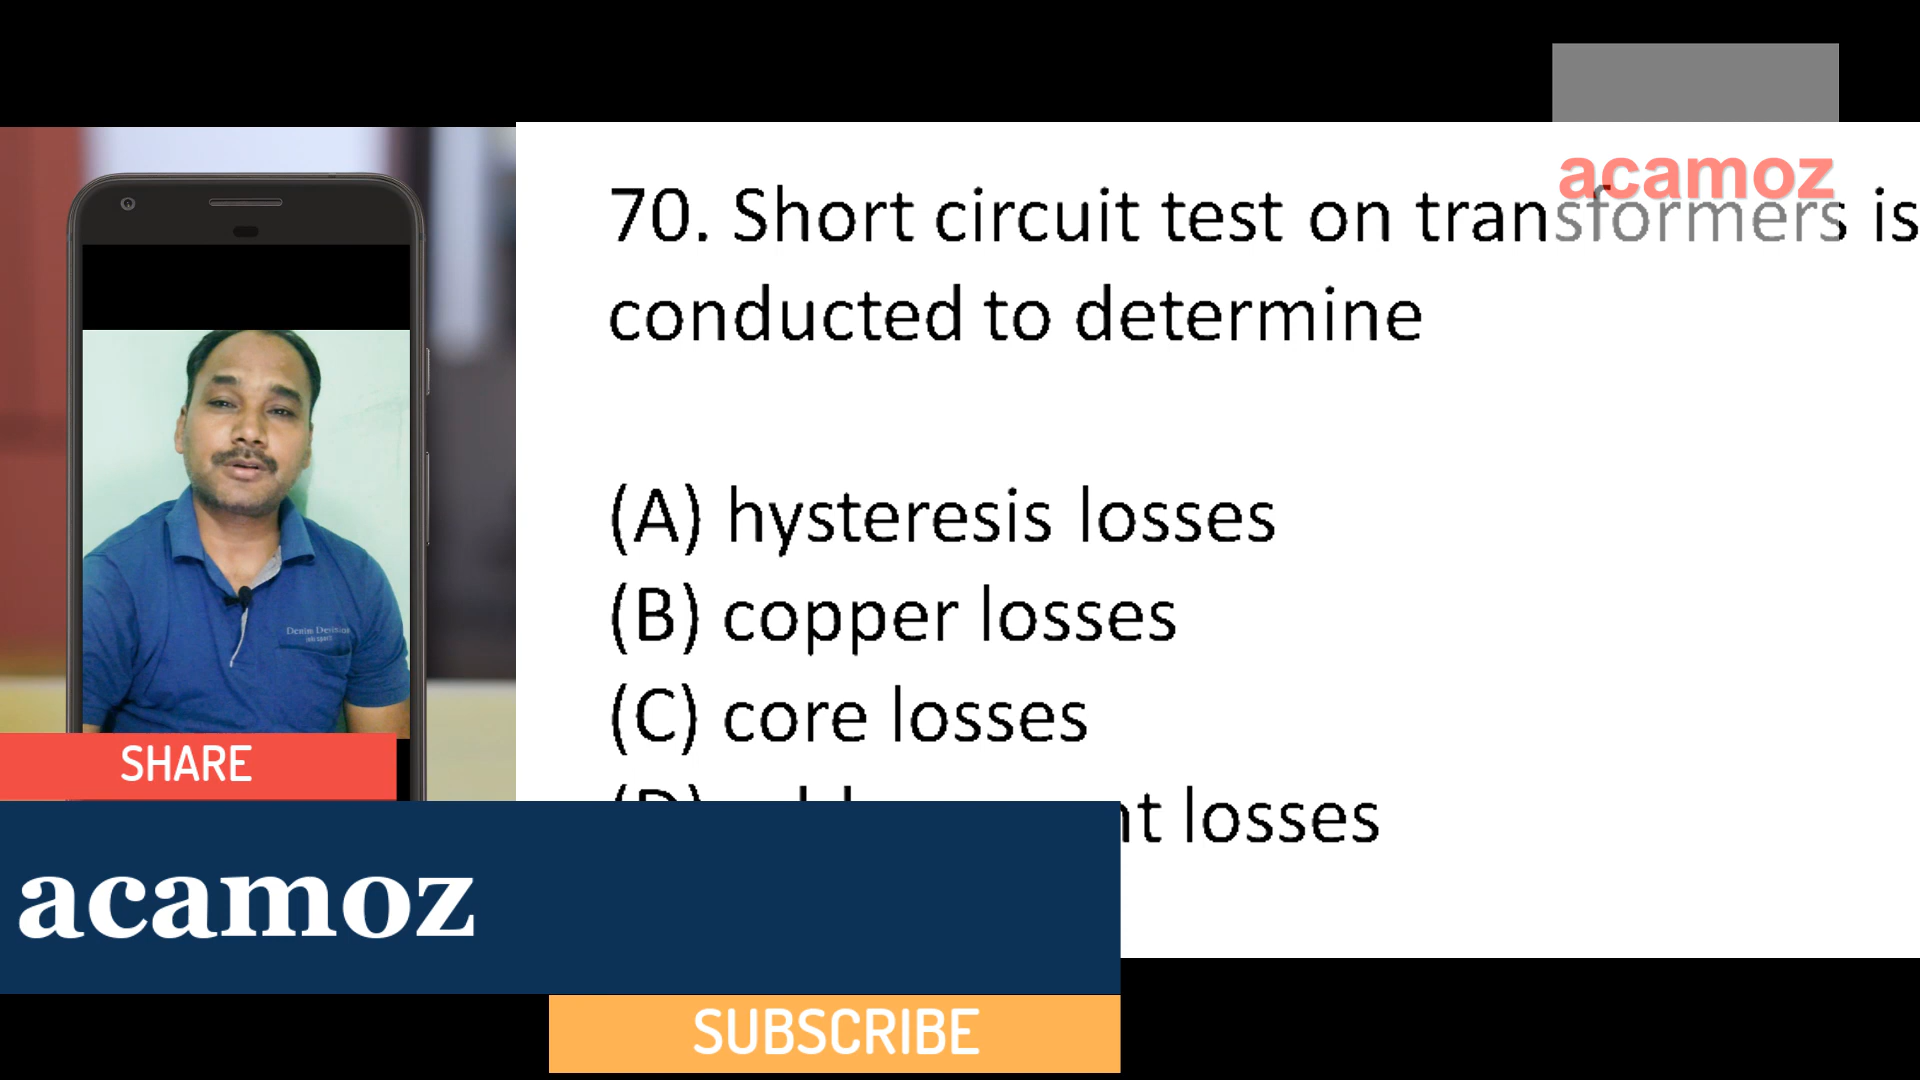 acamoz
70. Short circuit test on transformers is
conducted to determine
(A) hysteresis losses
(B) copper losses
(C) core losses
losses
SHARE
acamoz
SUBSCRIBE